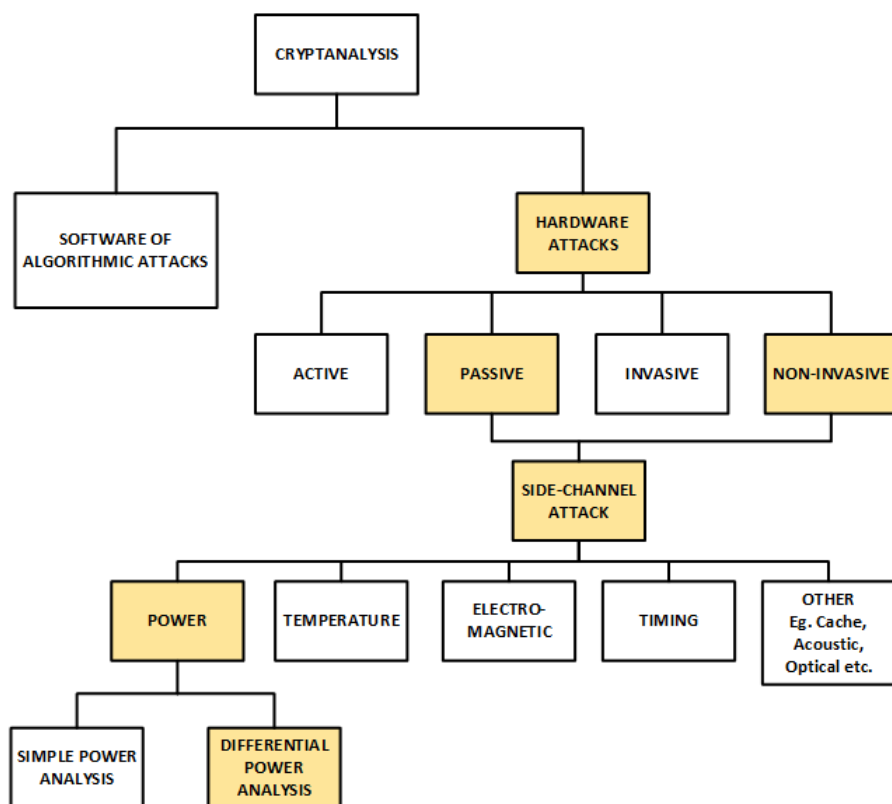 CRYPTANALYSIS
SOFTWARE OF
ALGORITHMIC ATTACKS
HARDWARE
ATTACKS
ACTIVE
PASSIVE
INVASIVE
NON-INVASIVE
SIDE-CHANNEL
ATTACK
POWER
TEMPERATURE
ELECTRO-
MAGNETIC
TIMING
OTHER
Eg. Cache,
Acoustic,
Optical etc.
SIMPLE POWER
ANALYSIS
DIFFERENTIAL
POWER
ANALYSIS